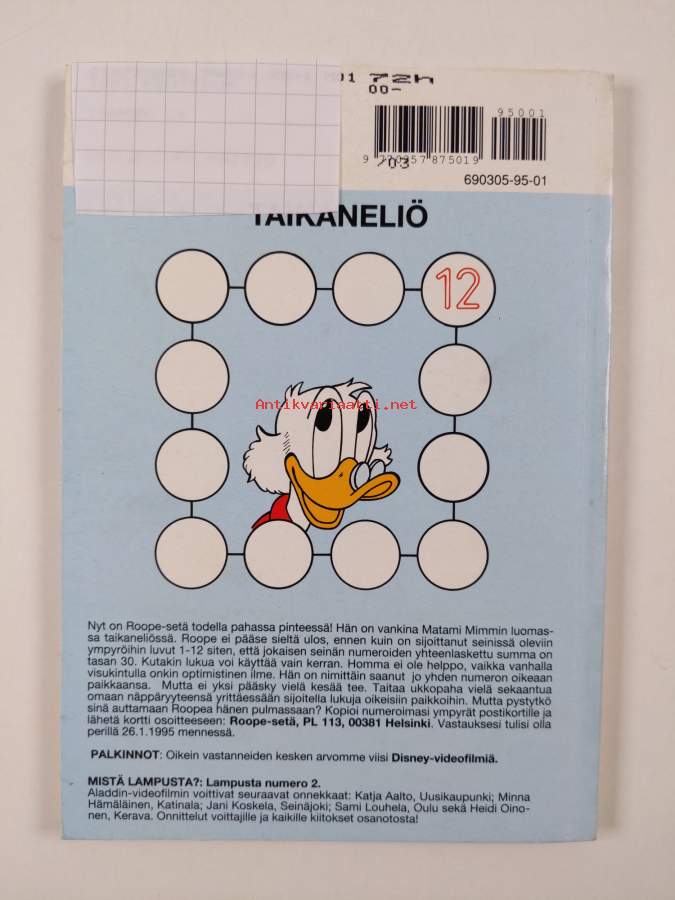 01 72h
00-
95001
9 770357 875019
/03
690305-95-01
TAIKANELIÖ
12
Antikvariaatti.net
Nyt on Roope-setä todella pahassa pinteessä! Hän on vankina Matami Mimmin luomas-
sa taikaneliössä. Roope ei pääse sieltä ulos, ennen kuin on sijoittanut seinissä oleviin
ympyröihin luvut 1-12 siten, että jokaisen seinän numeroiden yhteenlaskettu summa on
tasan 30. Kutakin lukua voi käyttää vain kerran. Homma ei ole helppo, vaikka vanhalla
visukintulla onkin optimistinen ilme. Hän on nimittäin saanut jo yhden numeron oikeaan
paikkaansa. Mutta ei yksi pääsky vielä kesää tee. Taitaa ukkopaha vielä sekaantua
omaan näppäryyteensä yrittäessään sijoitella lukuja oikeisiin paikkoihin. Mutta pystytkö
sinä auttamaan Roopea hänen pulmassaan? Kopioi numeroimasi ympyrät postikortille ja
lähetä kortti osoitteeseen: Roope-setä, PL 113, 00381 Helsinki. Vastauksesi tulisi olla
perillä 26.1.1995 mennessä.
PALKINNOT: Oikein vastanneiden kesken arvomme viisi Disney-videofilmiä.
MISTÄ LAMPUSTA?: Lampusta numero 2.
Aladdin-videofilmin voittivat seuraavat onnekkaat: Katja Aalto, Uusikaupunki; Minna
Hämäläinen, Katinala; Jani Koskela, Seinäjoki; Sami Louhela, Oulu sekä Heidi Oino-
nen, Kerava. Onnittelut voittajille ja kaikille kiitokset osanotosta!